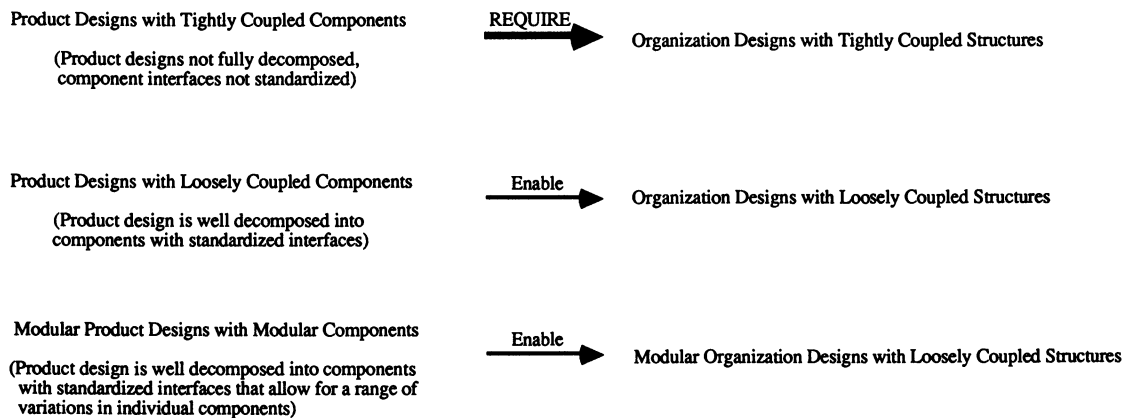 Product Designs with Tightly Coupled Components
REQUIRE
Organization Designs with Tightly Coupled Structures
(Product designs not fully decomposed,
component interfaces not standardized)
Product Designs with Loosely Coupled Components
Enable
Organization Designs with Loosely Coupled Structures
(Product design is well decomposed into
components with standardized interfaces)
Modular Product Designs with Modular Components
Enable
Modular Organization Designs with Loosely Coupled Structures
(Product design is well decomposed into components
with standardized interfaces that allow for a range of
variations in individual components)